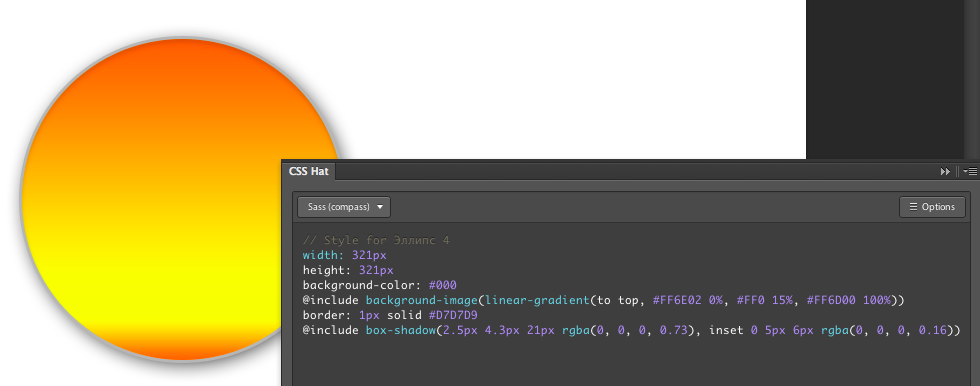 CSS Hat
Sass (compass)
Options
// Style for Эллипс 4
width: 321px
height: 321px
background-color: #000
@include background-image(linear-gradient(to top, #FF6E02 0%, #FF0 15%, #FF6D00 100%))
border: 1px solid #D7D7D9
@include box-shadow(2.5px 4.3px 21px rgba(0, 0, 0, 0.73), inset 0 5px 6px rgba(0, 0, 0, 0.16))